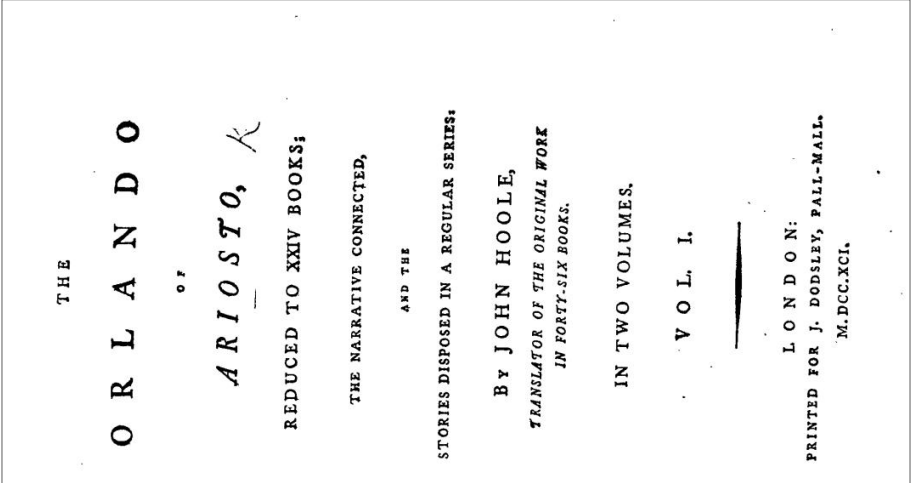 THE
ORLANDO
OF
ARIOSTO,
REDUCED TO XXIV BOOKS;
THE NARRATIVE CONNECTED,
AND THE
STORIES DISPOSED IN A REGULAR SERIES:
BY JOHN HOOLE,
TRANSLATOR OF THE ORIGINAL WORK
IN FORTY-SIX BOOKS.
IN TWO VOLUMES.
VOL. I.
LONDON:
PRINTED FOR J. DODSLEY, PALL-MALL.
M.DCC.XCI.